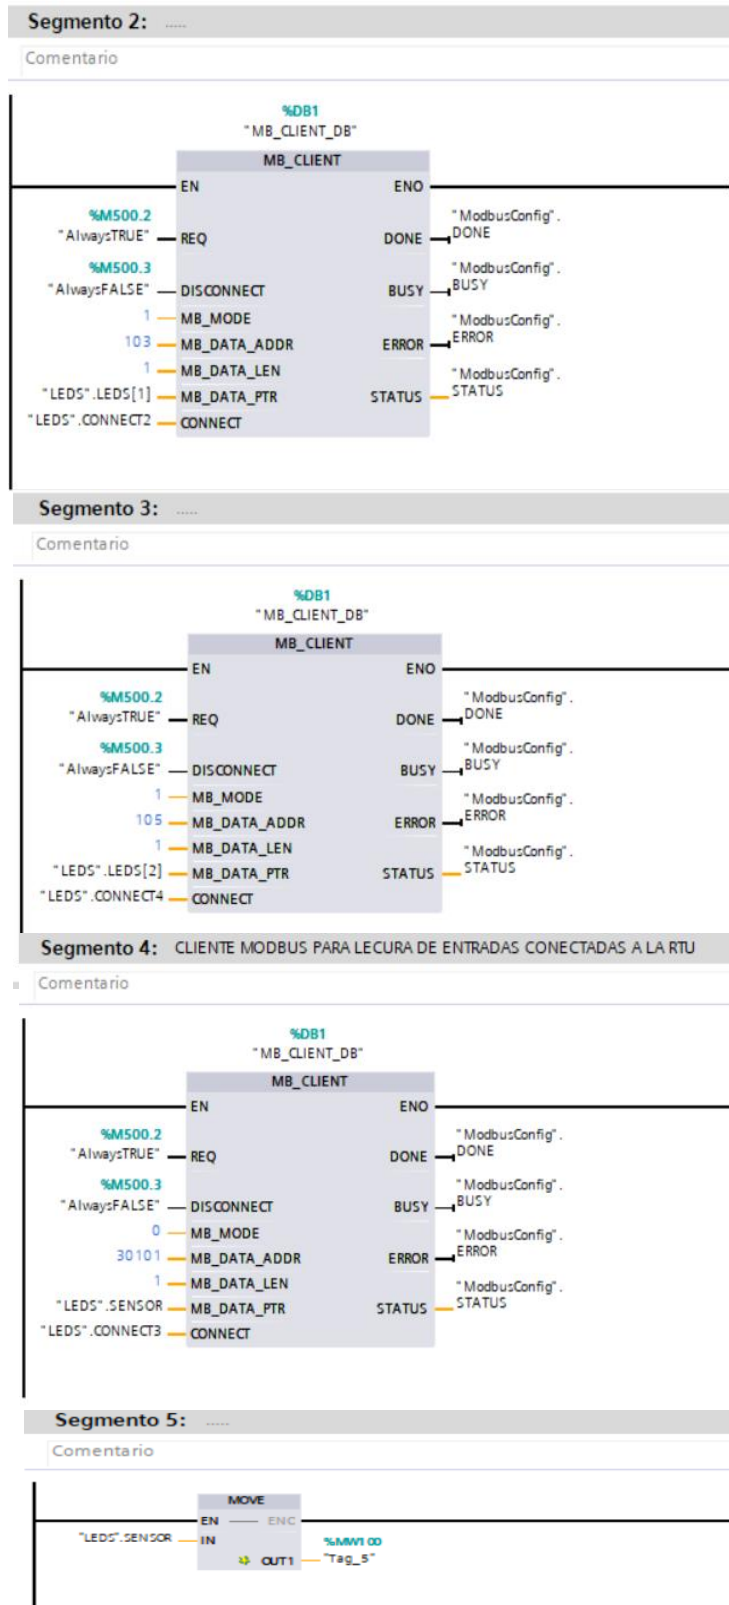 Segmento 2: .....
Comentario
%DB1
"MB_CLIENT_DB"
MB_CLIENT
EN ENO
%M500.2
"AlwaysTRUE" REQ
DONE "ModbusConfig".
DONE
%M500.3
"AlwaysFALSE" DISCONNECT
BUSY "ModbusConfig".
BUSY
1 MB_MODE
103 MB_DATA_ADDR
ERROR "ModbusConfig".
ERROR
1 MB_DATA_LEN
"LEDS".LEDS[1] MB_DATA_PTR
STATUS "ModbusConfig".
STATUS
"LEDS".CONNECT2 CONNECT
Segmento 3: .....
Comentario
%DB1
"MB_CLIENT_DB"
MB_CLIENT
EN ENO
%M500.2
"AlwaysTRUE" REQ
DONE "ModbusConfig".
DONE
%M500.3
"AlwaysFALSE" DISCONNECT
BUSY "ModbusConfig".
BUSY
1 MB_MODE
105 MB_DATA_ADDR
ERROR "ModbusConfig".
ERROR
1 MB_DATA_LEN
"LEDS".LEDS[2] MB_DATA_PTR
STATUS "ModbusConfig".
STATUS
"LEDS".CONNECT4 CONNECT
Segmento 4: CLIENTE MODBUS PARA LECURA DE ENTRADAS CONECTADAS A LA RTU
Comentario
%DB1
"MB_CLIENT_DB"
MB_CLIENT
EN ENO
%M500.2
"AlwaysTRUE" REQ
DONE "ModbusConfig".
DONE
%M500.3
"AlwaysFALSE" DISCONNECT
BUSY "ModbusConfig".
BUSY
0 MB_MODE
30101 MB_DATA_ADDR
ERROR "ModbusConfig".
ERROR
1 MB_DATA_LEN
"LEDS".SENSOR MB_DATA_PTR
STATUS "ModbusConfig".
STATUS
"LEDS".CONNECT3 CONNECT
Segmento 5: .....
Comentario
MOVE
EN ENO
"LEDS".SENSOR IN
%MW100
OUT1 "Tag_5"